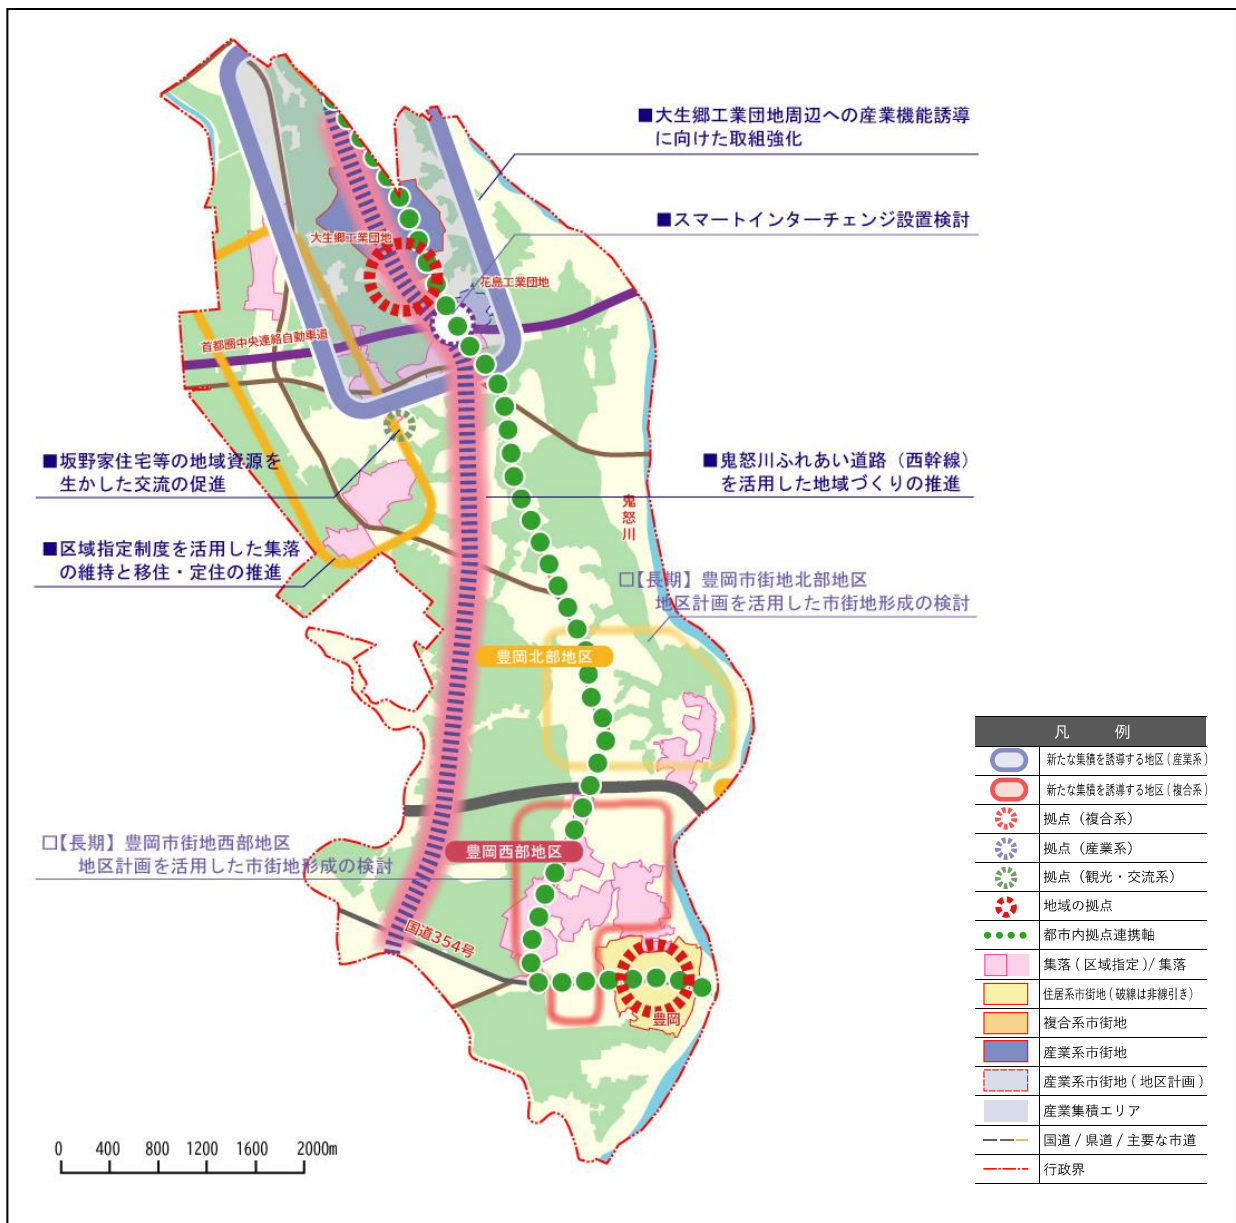 ■大生郷工業団地周辺への産業機能誘導
に向けた取組強化
■スマートインターチェンジ設置検討
大生郷工業団地
花島工業団地
首都圏中央連絡自動車道
■坂野家住宅等の地域資源を
生かした交流の促進
■鬼怒川ふれあい道路（西幹線）
を活用した地域づくりの推進
鬼怒川
■区域指定制度を活用した集落
の維持と移住・定住の推進
□【長期】豊岡市街地北部地区
地区計画を活用した市街地形成の検討
豊岡北部地区
□【長期】豊岡市街地西部地区
地区計画を活用した市街地形成の検討
豊岡西部地区
国道354号
豊岡
凡 例
新たな集積を誘導する地区(産業系)
新たな集積を誘導する地区(複合系)
拠点（複合系）
拠点（産業系）
拠点（観光・交流系）
地域の拠点
都市内拠点連携軸
集落(区域指定)/集落
住居系市街地(破線は非線引き)
複合系市街地
産業系市街地
産業系市街地(地区計画)
産業集積エリア
国道/県道/主要な市道
行政界
0 400 800 1200 1600 2000m